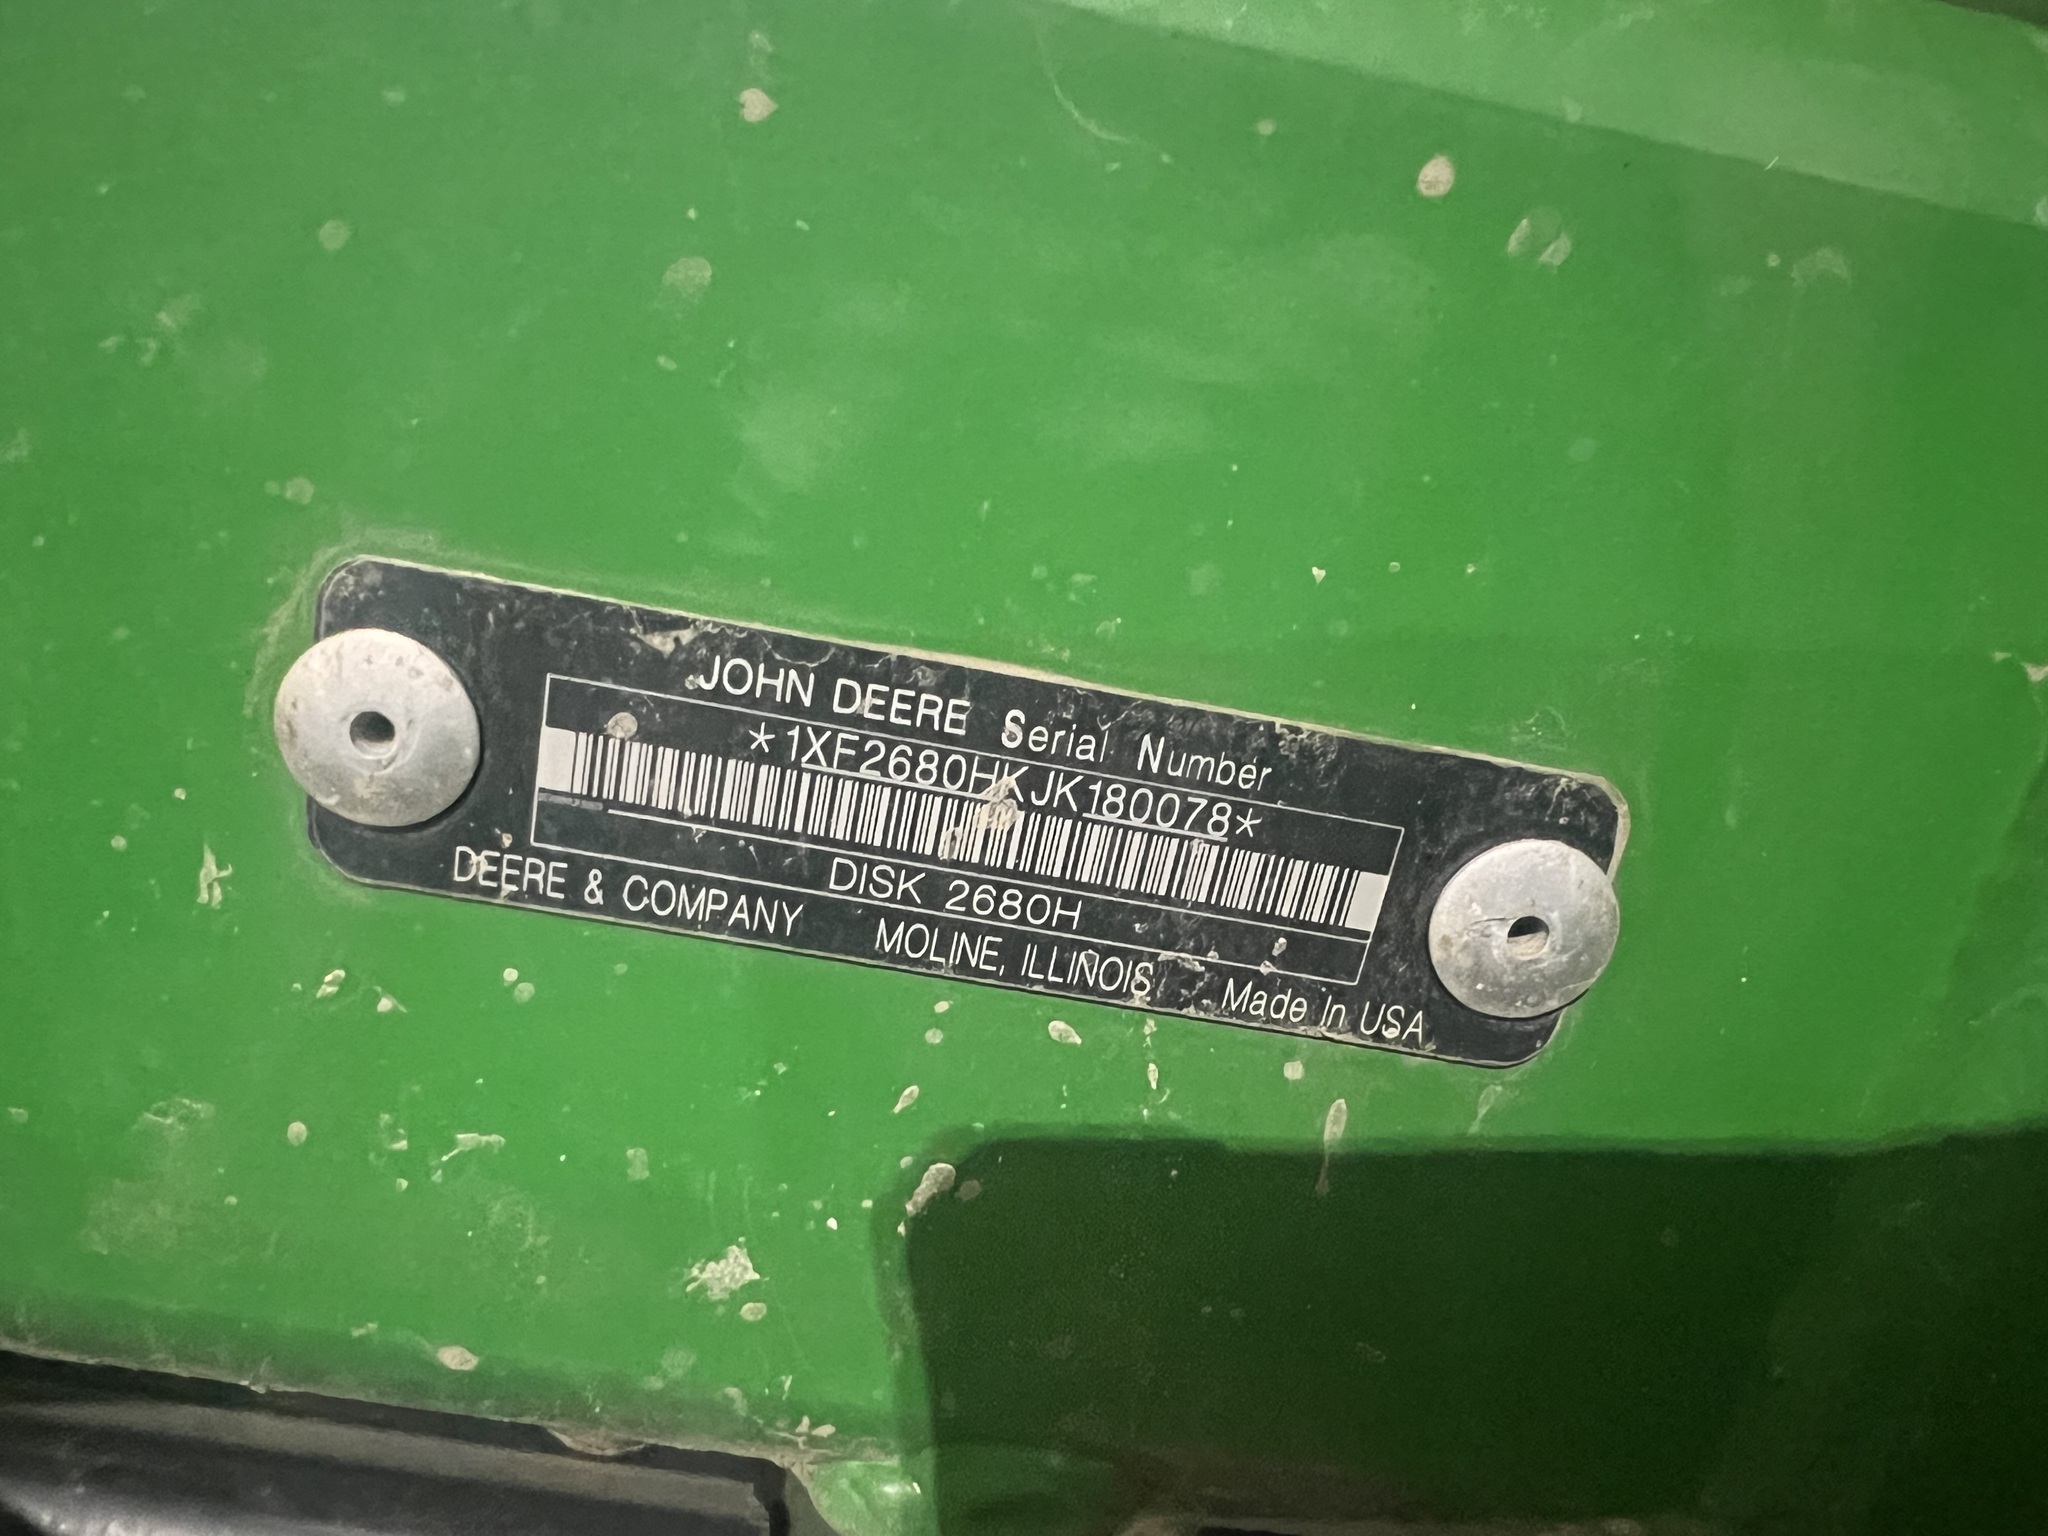 JOHN DEERE Serial Number
*1XF2680HKJK180078*
DISK 2680H
DEERE & COMPANY MOLINE, ILLINOIS Made In USA